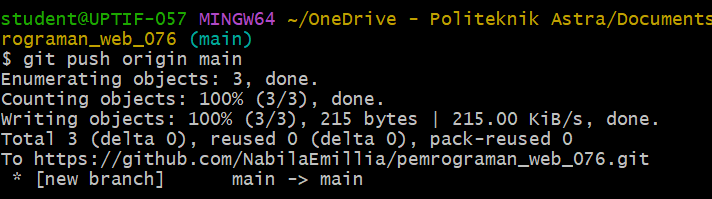 student@UPTIF-057 MINGW64 ~/OneDrive - Politeknik Astra/Documents
rograman_web_076 (main)
$ git push origin main
Enumerating objects: 3, done.
Counting objects: 100% (3/3), done.
Writing objects: 100% (3/3), 215 bytes | 215.00 KiB/s, done.
Total 3 (delta 0), reused 0 (delta 0), pack-reused 0
To https://github.com/NabilaEmillia/pemrograman_web_076.git
 * [new branch]      main -> main